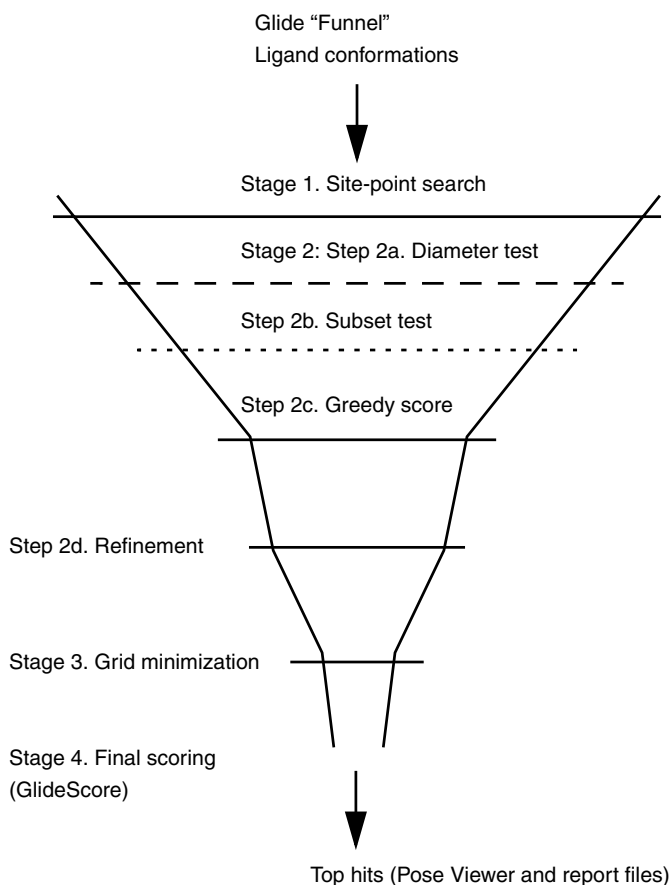 Glide “Funnel”
Ligand conformations
Stage 1. Site-point search
Stage 2: Step 2a. Diameter test
Step 2b. Subset test
Step 2c. Greedy score
Step 2d. Refinement
Stage 3. Grid minimization
Stage 4. Final scoring
(GlideScore)
Top hits (Pose Viewer and report files)